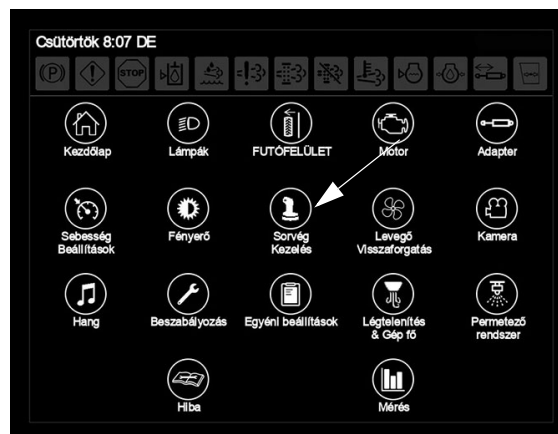 Csütörtök 8:07 DE
(P) STOP
Kezdőlap Lámpák FUTÓFELÜLET Motor Adapter
Sebesség Beállítások Fényerő Sorvég Kezelés Levegő Visszaforgatás Kamera
Hang Beszabályozás Egyéni beállítások Légtelenítés & Gép fő Permetező rendszer
Hiba Mérés